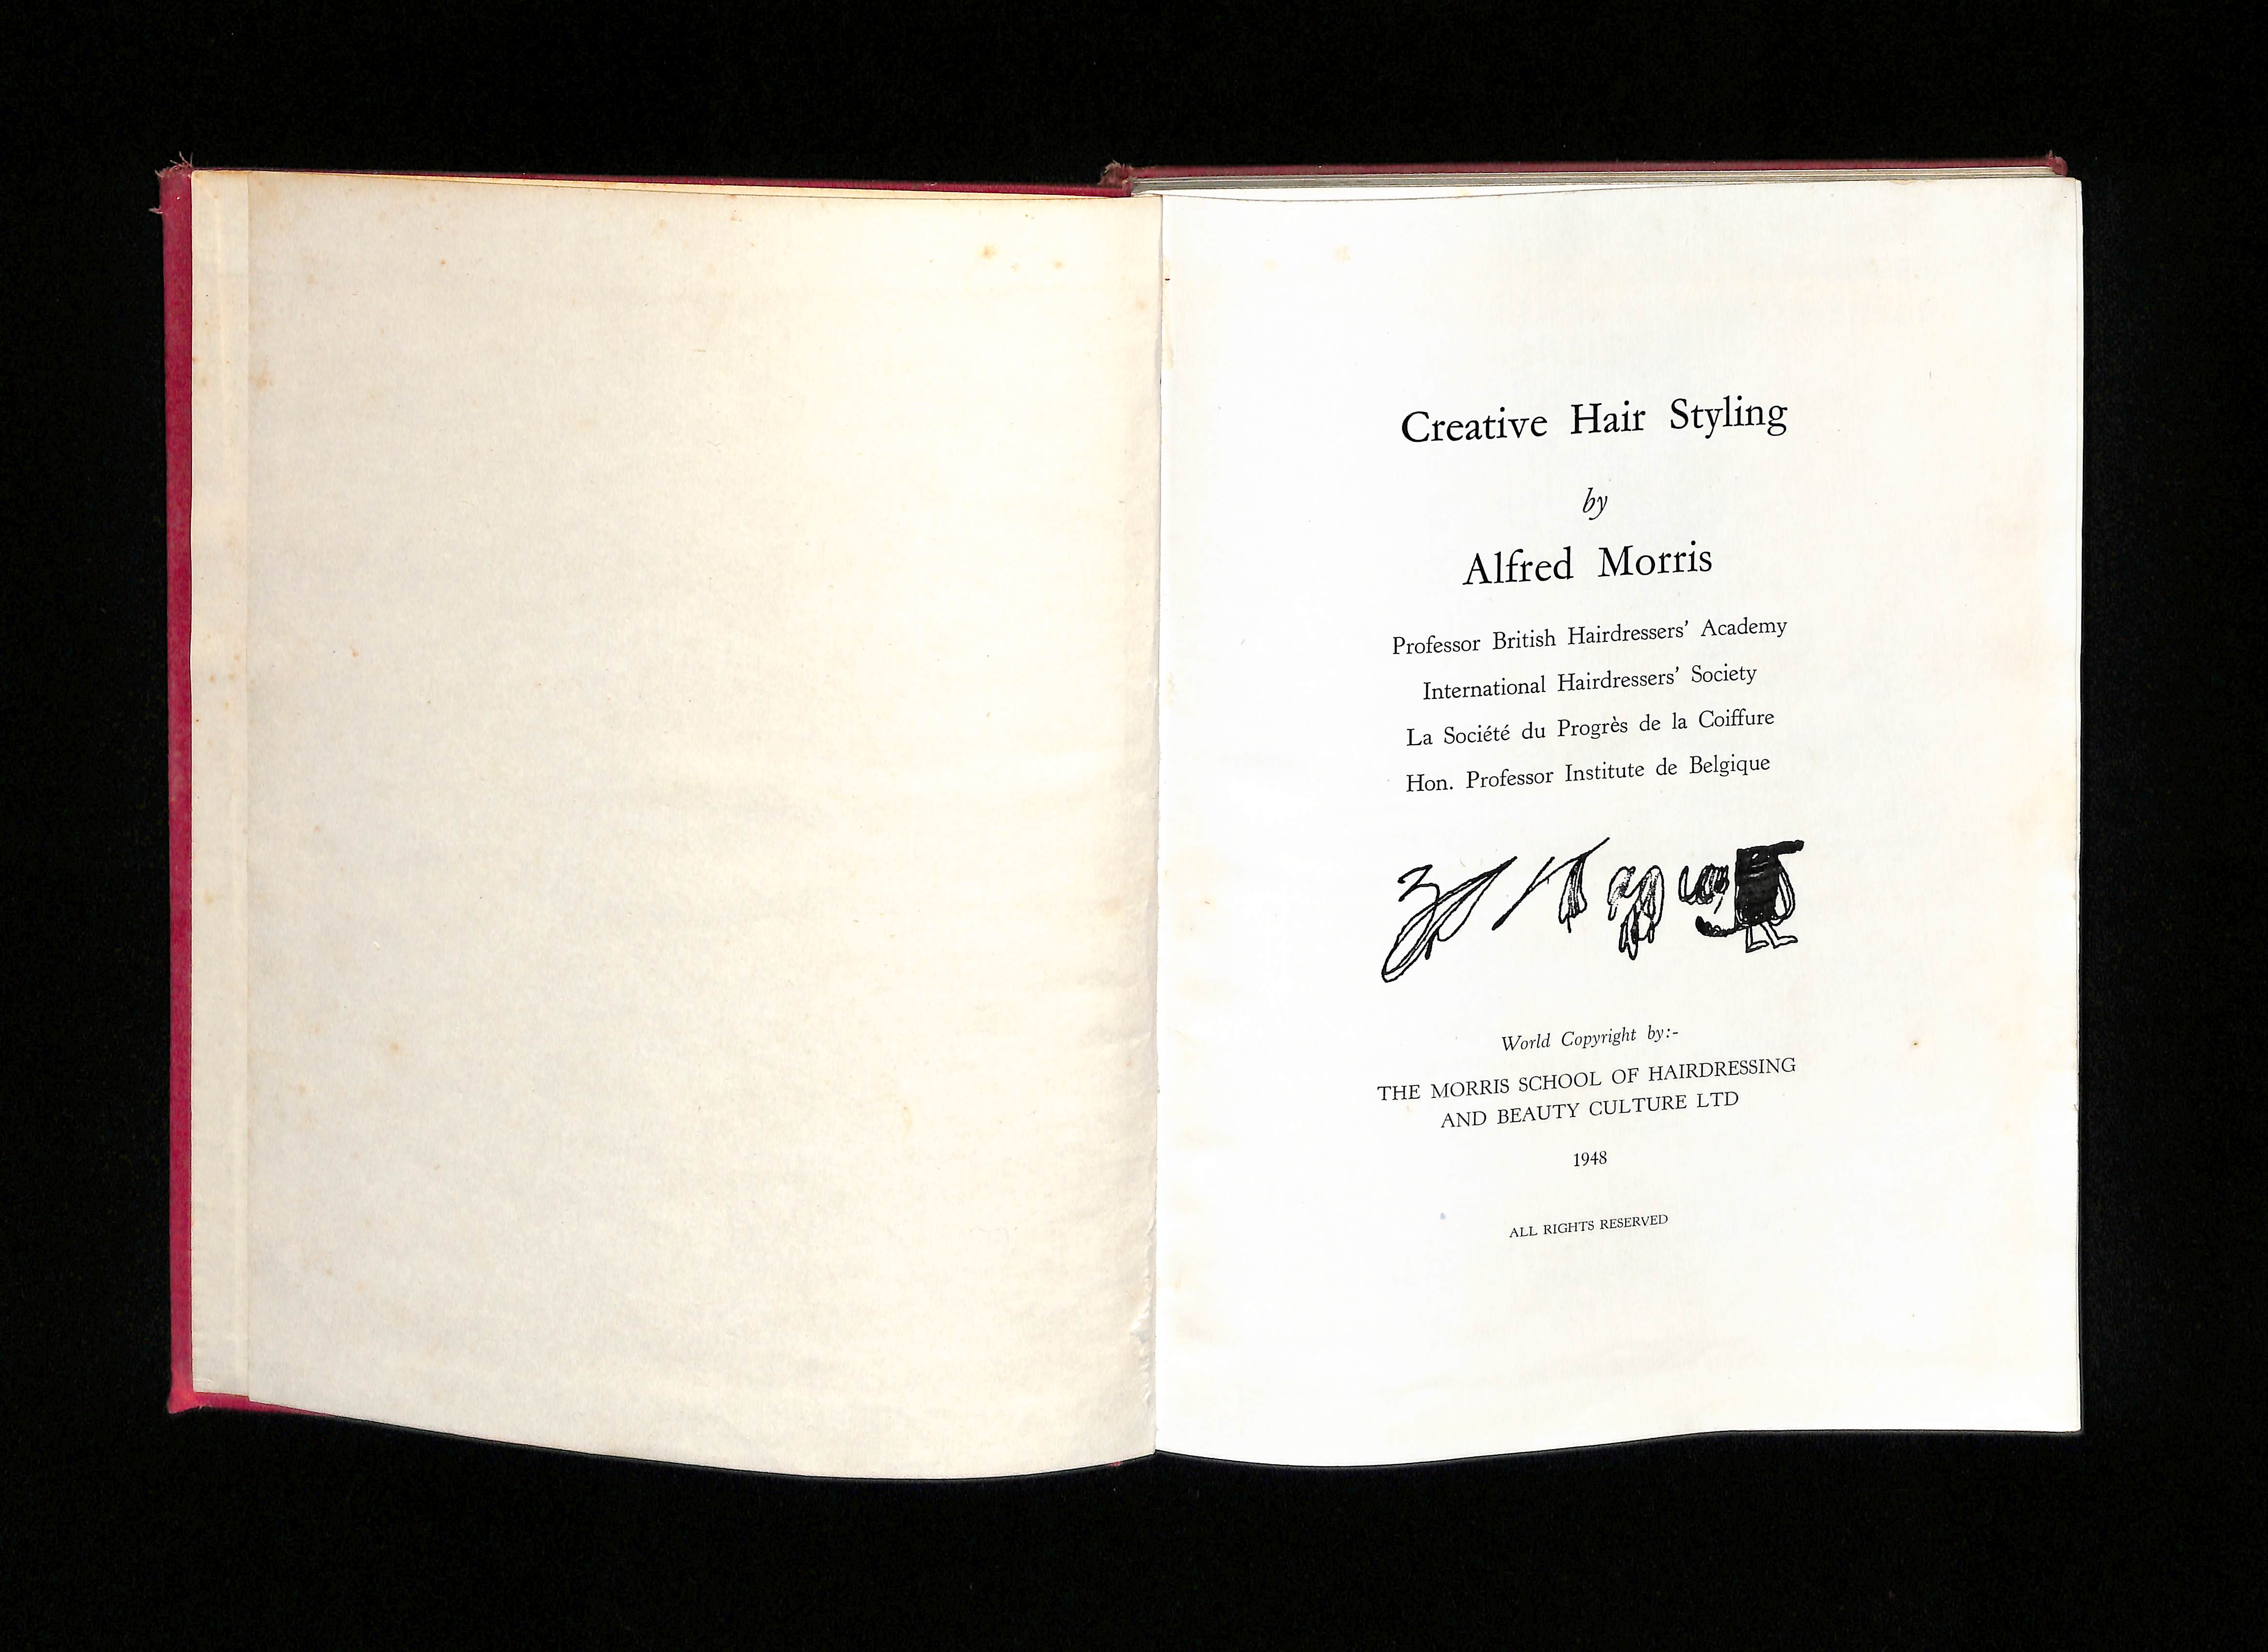 Creative Hair Styling
by
Alfred Morris
Professor British Hairdressers' Academy
International Hairdressers' Society
La Société du Progrès de la Coiffure
Hon. Professor Institute de Belgique
World Copyright by:-
THE MORRIS SCHOOL OF HAIRDRESSING
AND BEAUTY CULTURE LTD
1948
ALL RIGHTS RESERVED